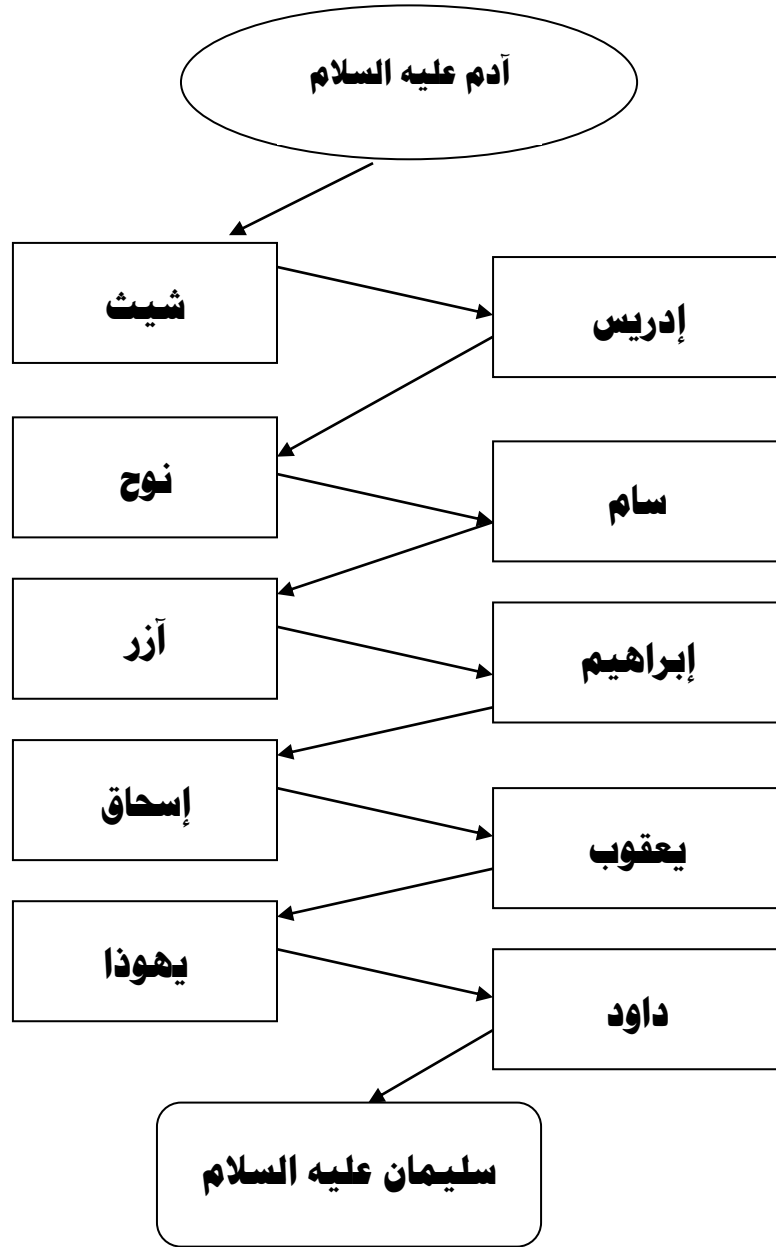 آدم عليه السلام
شيث
إدريس
نوح
سام
آزر
إبراهيم
إسحاق
يعقوب
يهوذا
داود
سليمان عليه السلام